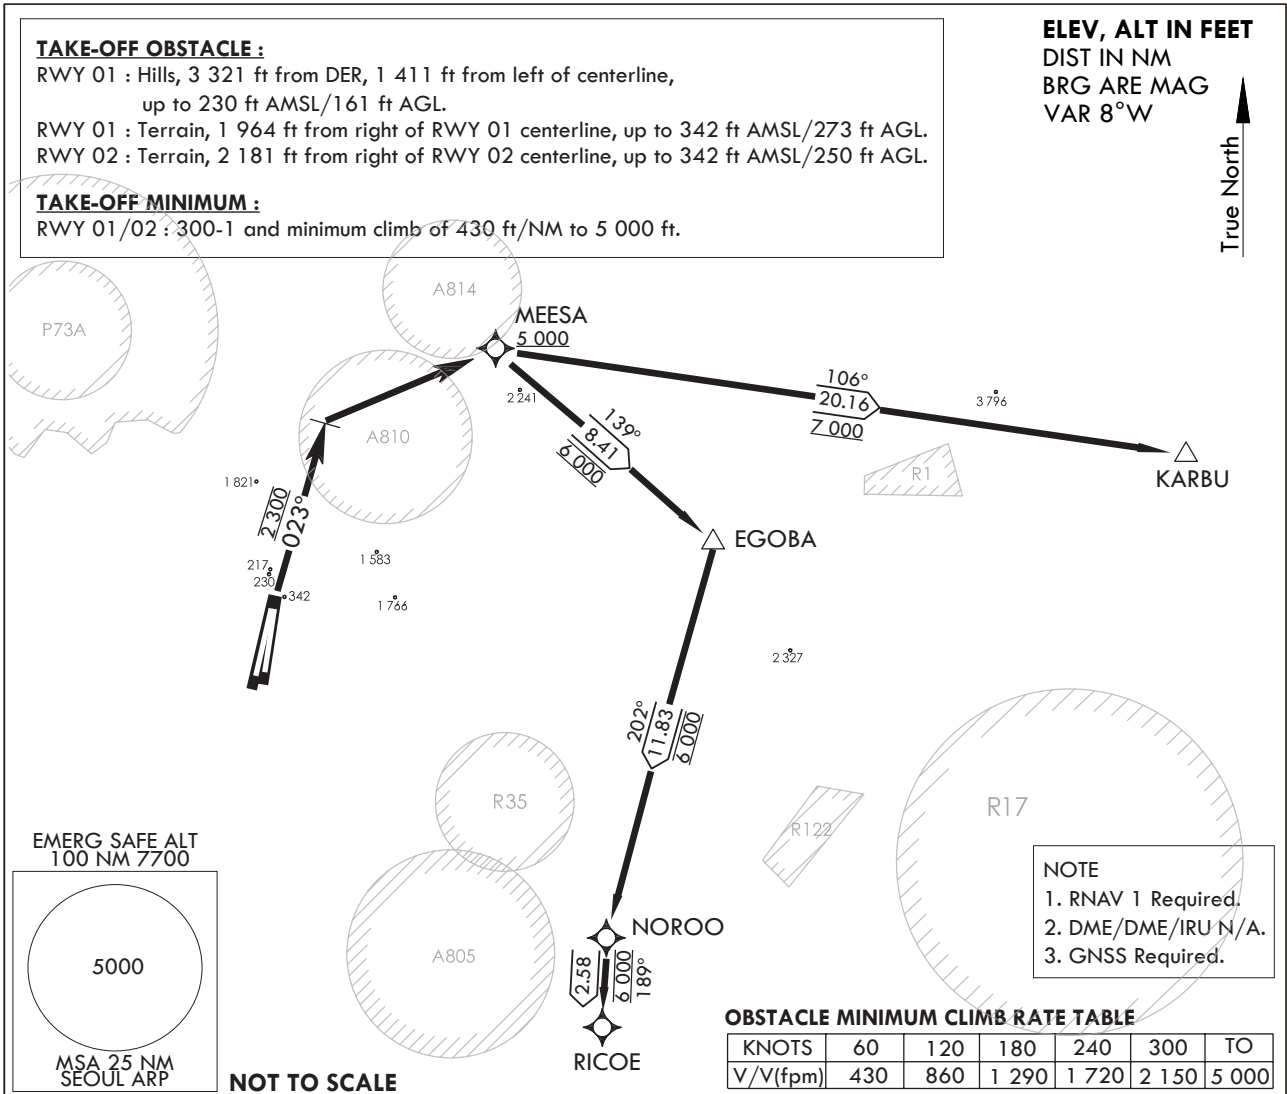 TAKE-OFF OBSTACLE :
RWY 01 : Hills, 3 321 ft from DER, 1 411 ft from left of centerline,
up to 230 ft AMSL/161 ft AGL.
RWY 01 : Terrain, 1 964 ft from right of RWY 01 centerline, up to 342 ft AMSL/273 ft AGL.
RWY 02 : Terrain, 2 181 ft from right of RWY 02 centerline, up to 342 ft AMSL/250 ft AGL.
TAKE-OFF MINIMUM :
RWY 01/02 : 300-1 and minimum climb of 430 ft/NM to 5 000 ft.
ELEV, ALT IN FEET
DIST IN NM
BRG ARE MAG
VAR 8°W
True North
A814
P73A
MEESA
5 000
106°
20.16
7 000
3 796
2 241
139°
8.41
6 000
A810
R1
KARBU
1 821
2 300
023°
EGOBA
1 583
217
230
342
1 766
2 327
202°
11.83
6 000
R35
R17
R122
EMERG SAFE ALT
100 NM 7700
5000
MSA 25 NM
SEOUL ARP
A805
NOROO
2.58
6 000
189°
RICOE
NOTE
1. RNAV 1 Required.
2. DME/DME/IRU N/A.
3. GNSS Required.
NOT TO SCALE
OBSTACLE MINIMUM CLIMB RATE TABLE
KNOTS 60 120 180 240 300 TO
V/V(fpm) 430 860 1 290 1 720 2 150 5 000